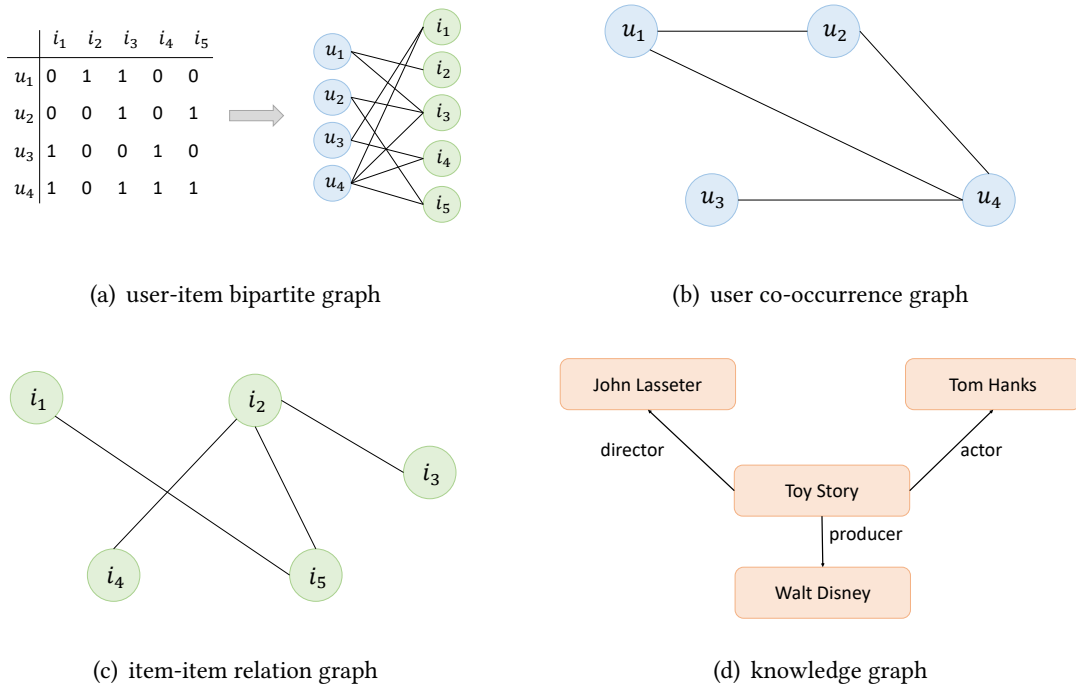 i₁ i₂ i₃ i₄ i₅
u₁ 0 1 1 0 0
u₂ 0 0 1 0 1
u₃ 1 0 0 1 0
u₄ 1 0 1 1 1
u₁
u₂
u₃
u₄
i₁
i₂
i₃
i₄
i₅
(a) user-item bipartite graph
u₁ u₂
u₃ u₄
(b) user co-occurrence graph
i₁ i₂
i₃
i₄ i₅
(c) item-item relation graph
John Lasseter Tom Hanks
director actor
Toy Story
producer
Walt Disney
(d) knowledge graph